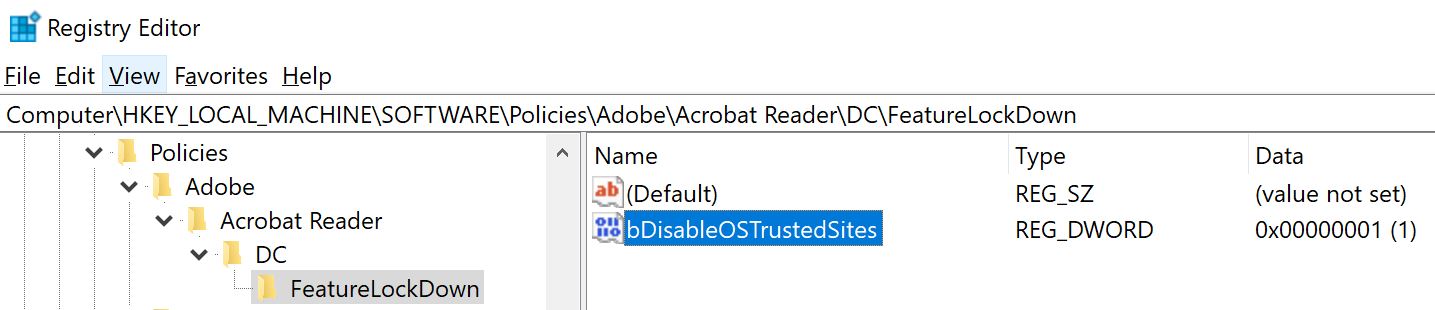 Registry Editor
File Edit View Favorites Help
Computer\HKEY_LOCAL_MACHINE\SOFTWARE\Policies\Adobe\Acrobat Reader\DC\FeatureLockDown
Policies
Adobe
Acrobat Reader
DC
FeatureLockDown
Name Type Data
ab (Default) REG_SZ (value not set)
bDisableOSTrustedSites REG_DWORD 0x00000001 (1)